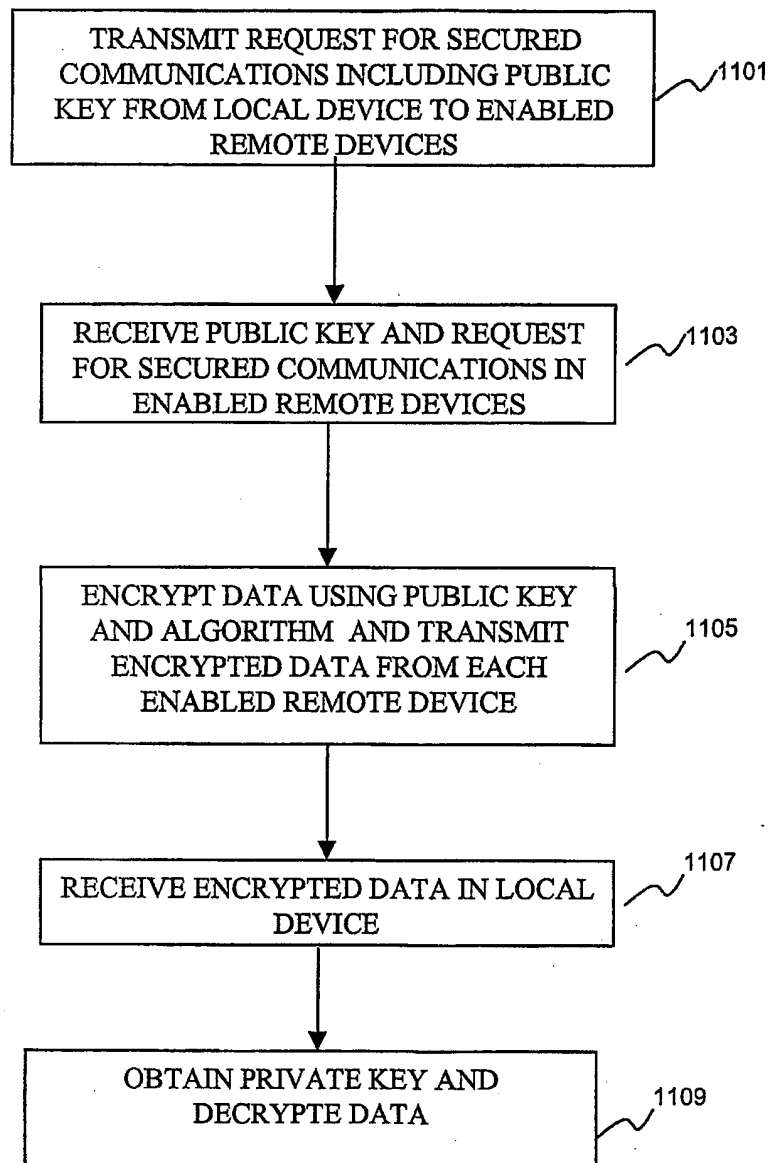 TRANSMIT REQUEST FOR SECURED
COMMUNICATIONS INCLUDING PUBLIC
KEY FROM LOCAL DEVICE TO ENABLED
REMOTE DEVICES
1101
RECEIVE PUBLIC KEY AND REQUEST
FOR SECURED COMMUNICATIONS IN
ENABLED REMOTE DEVICES
1103
ENCRYPT DATA USING PUBLIC KEY
AND ALGORITHM AND TRANSMIT
ENCRYPTED DATA FROM EACH
ENABLED REMOTE DEVICE
1105
RECEIVE ENCRYPTED DATA IN LOCAL
DEVICE
1107
OBTAIN PRIVATE KEY AND
DECRYPTE DATA
1109